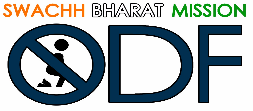 SWACHH BHARAT MISSION
ODF